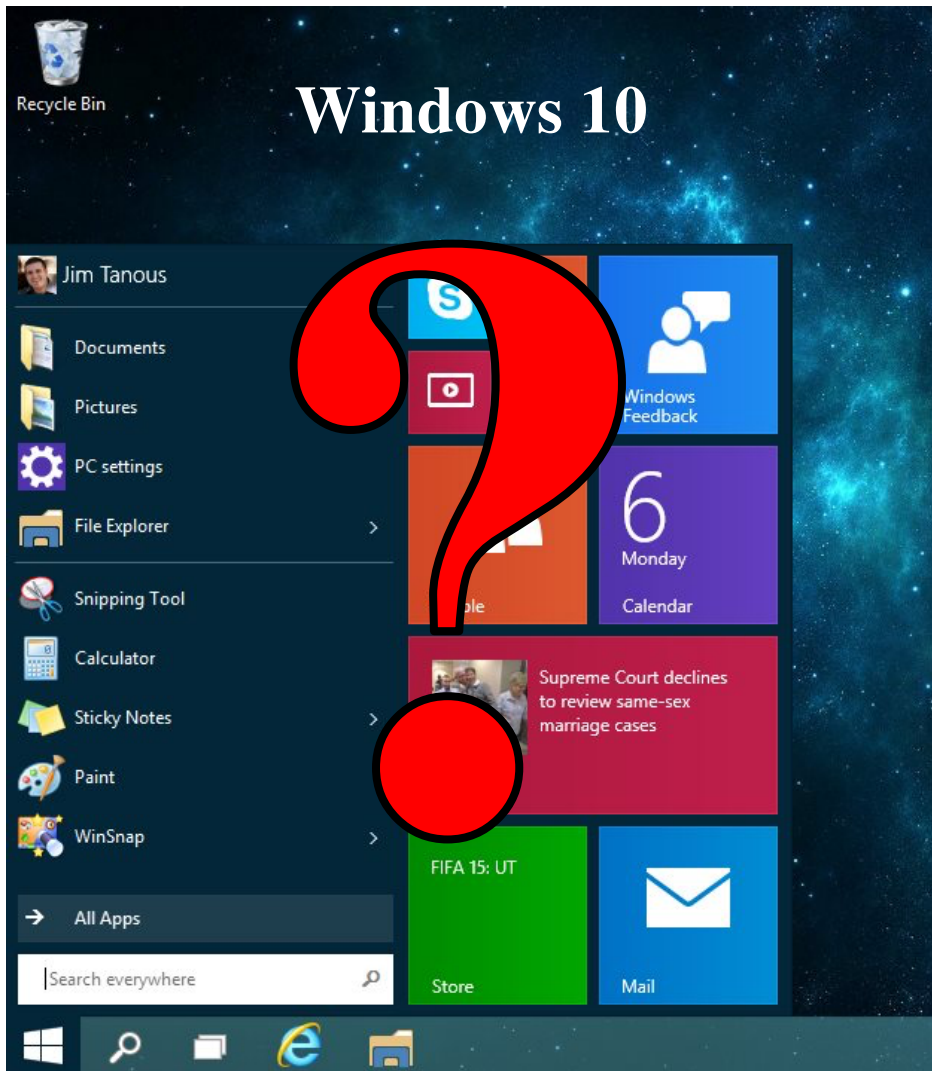 Recycle Bin
Windows 10
Jim Tanous
Documents
Pictures
PC settings
File Explorer
Snipping Tool
Calculator
Sticky Notes
Paint
WinSnap
All Apps
Search everywhere
S
Windows
Feedback
6
Monday
Calendar
Supreme Court declines
to review same-sex
marriage cases
FIFA 15: UT
Store
Mail